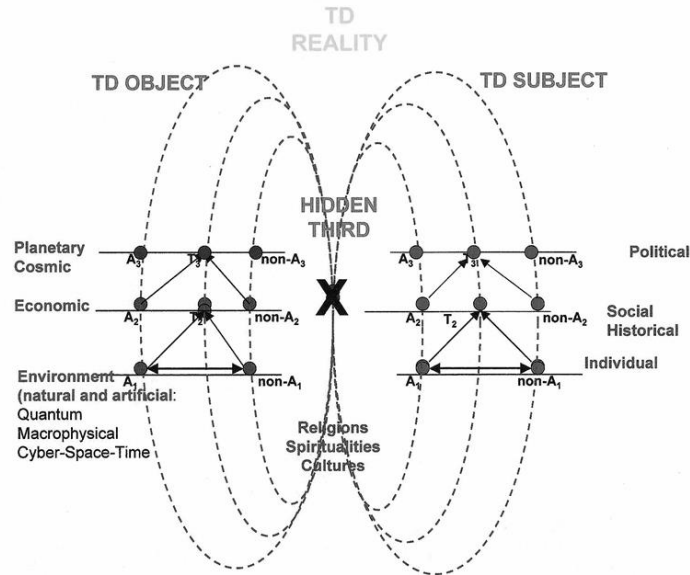 TD
REALITY
TD OBJECT
TD SUBJECT
HIDDEN
THIRD
Planetary
Cosmic
A3
T3
non-A3
A3
T3
non-A3
Political
Economic
A2
T2
non-A2
X
A2
T2
non-A2
Social
Historical
Environment
(natural and artificial:
Quantum
Macrophysical
Cyber-Space-Time
A1
non-A1
A1
non-A1
Individual
Religions
Spiritualities
Cultures